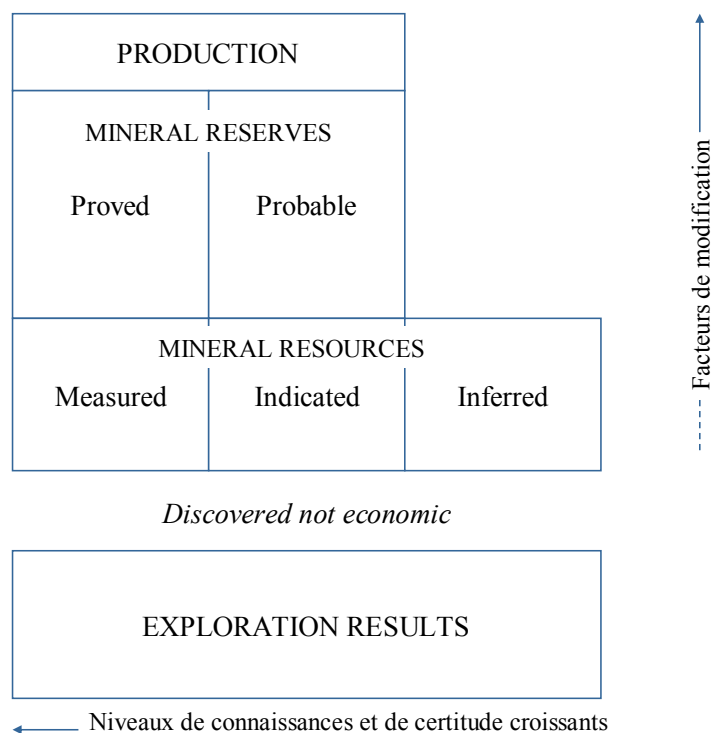 PRODUCTION
MINERAL RESERVES
Proved Probable
MINERAL RESOURCES
Measured Indicated Inferred
Discovered not economic
EXPLORATION RESULTS
Niveaux de connaissances et de certitude croissants
Facteurs de modification